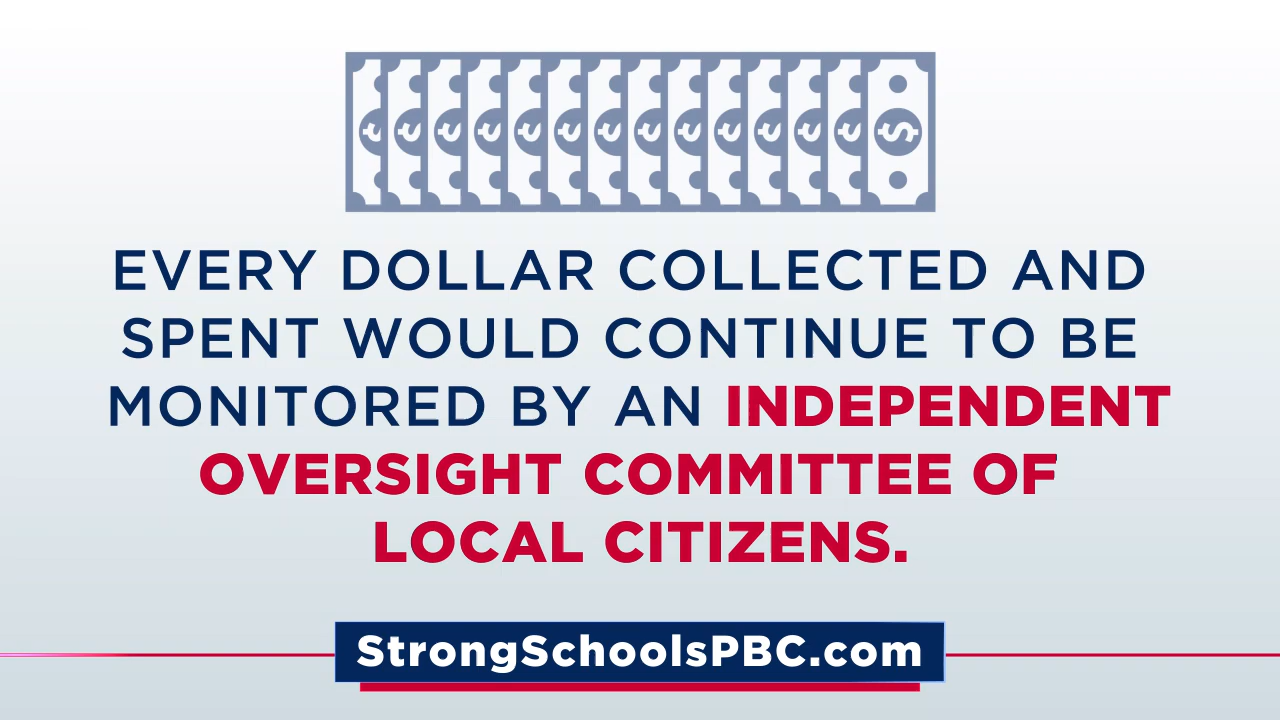 EVERY DOLLAR COLLECTED AND
SPENT WOULD CONTINUE TO BE
MONITORED BY AN INDEPENDENT
OVERSIGHT COMMITTEE OF
LOCAL CITIZENS.
StrongSchoolsPBC.com